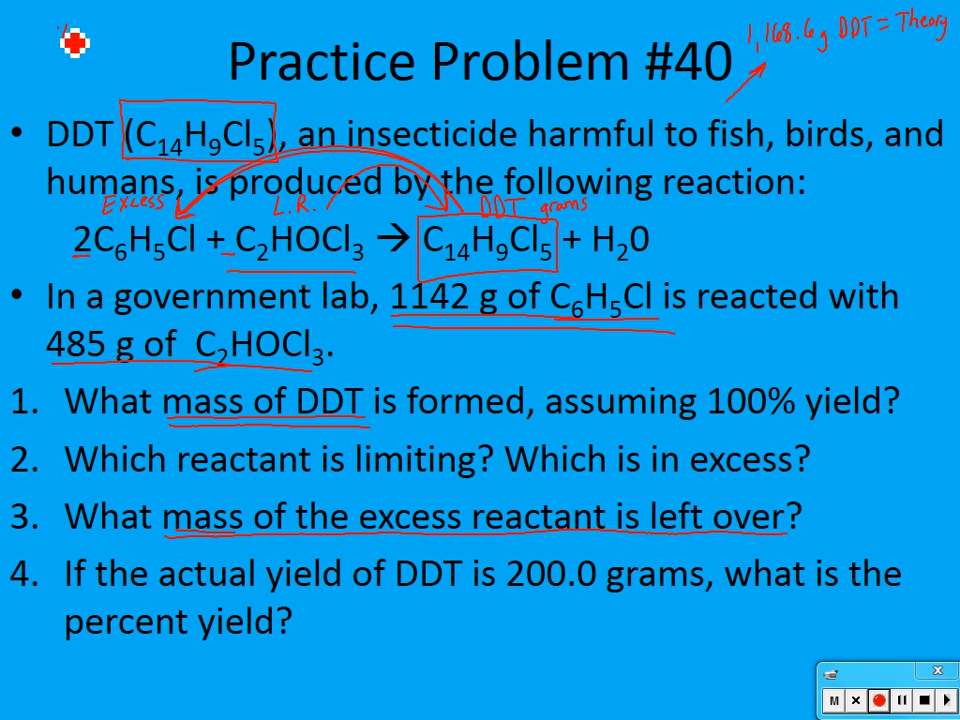 1,168.6g DDT = Theory
Practice Problem #40
• DDT (C₁₄H₉Cl₅), an insecticide harmful to fish, birds, and
humans, is produced by the following reaction:
Excess L.R. DDT grams
2C₆H₅Cl + C₂HOCl₃ → C₁₄H₉Cl₅ + H₂0
• In a government lab, 1142 g of C₆H₅Cl is reacted with
485 g of C₂HOCl₃.
1. What mass of DDT is formed, assuming 100% yield?
2. Which reactant is limiting? Which is in excess?
3. What mass of the excess reactant is left over?
4. If the actual yield of DDT is 200.0 grams, what is the
percent yield?
M